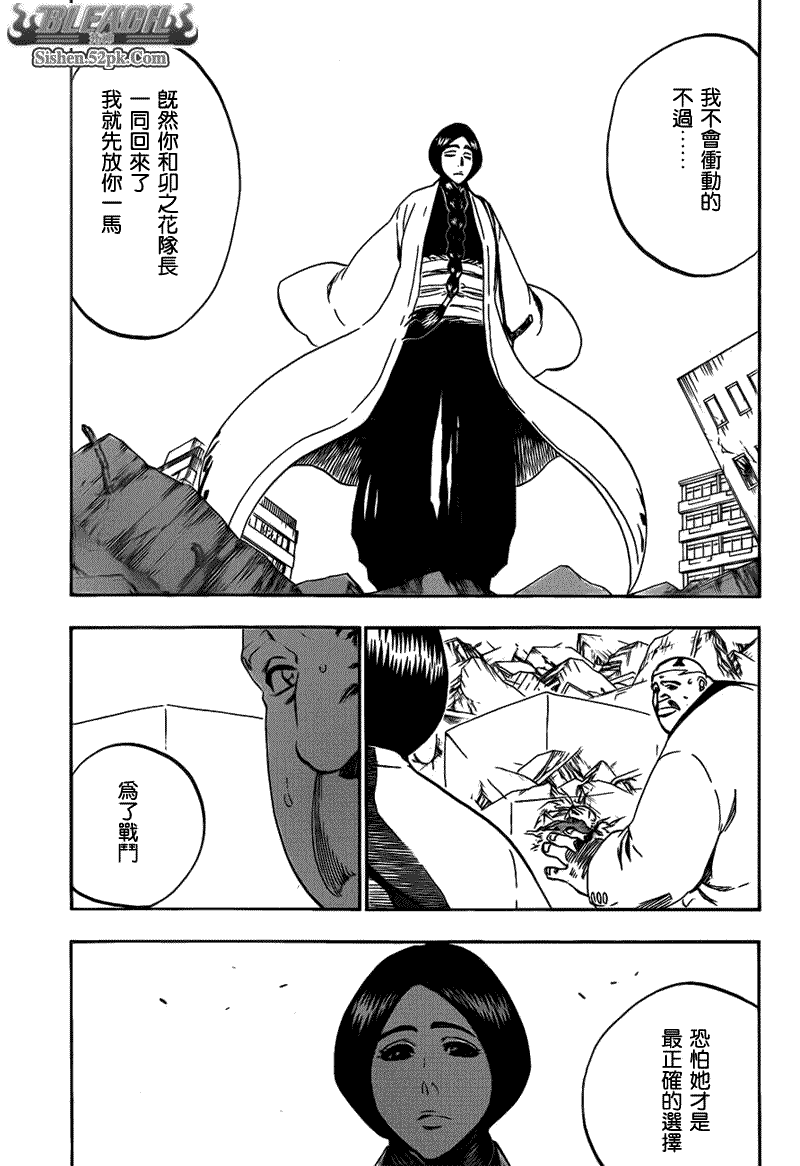 BLEACH
Sishen.52pk.Com
我不會衝動的
不過……
既然你和卯之花隊長
一同回來了
我就先放你一馬
為了戰鬥
恐怕她才是
最正確的選擇